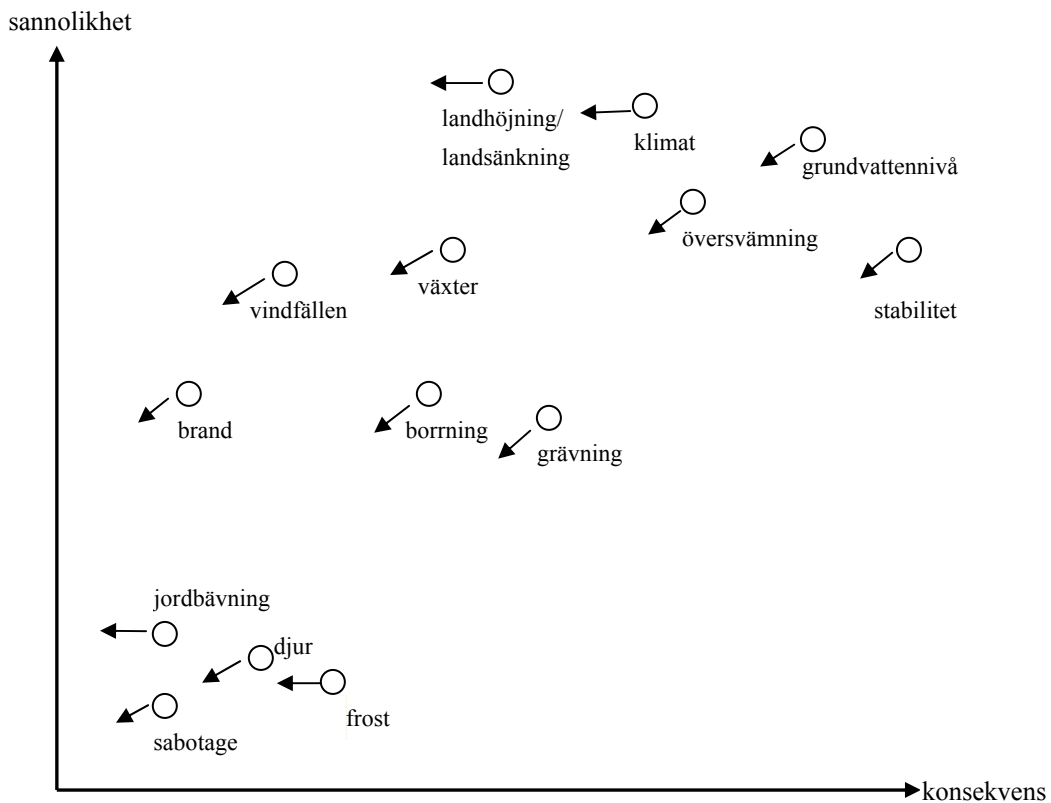 sannolikhet
landhöjning/
landsänkning
klimat
grundvattennivå
översvämning
växter
vindfällen
stabilitet
brand
borrning
grävning
jordbävning
djur
frost
sabotage
konsekvens